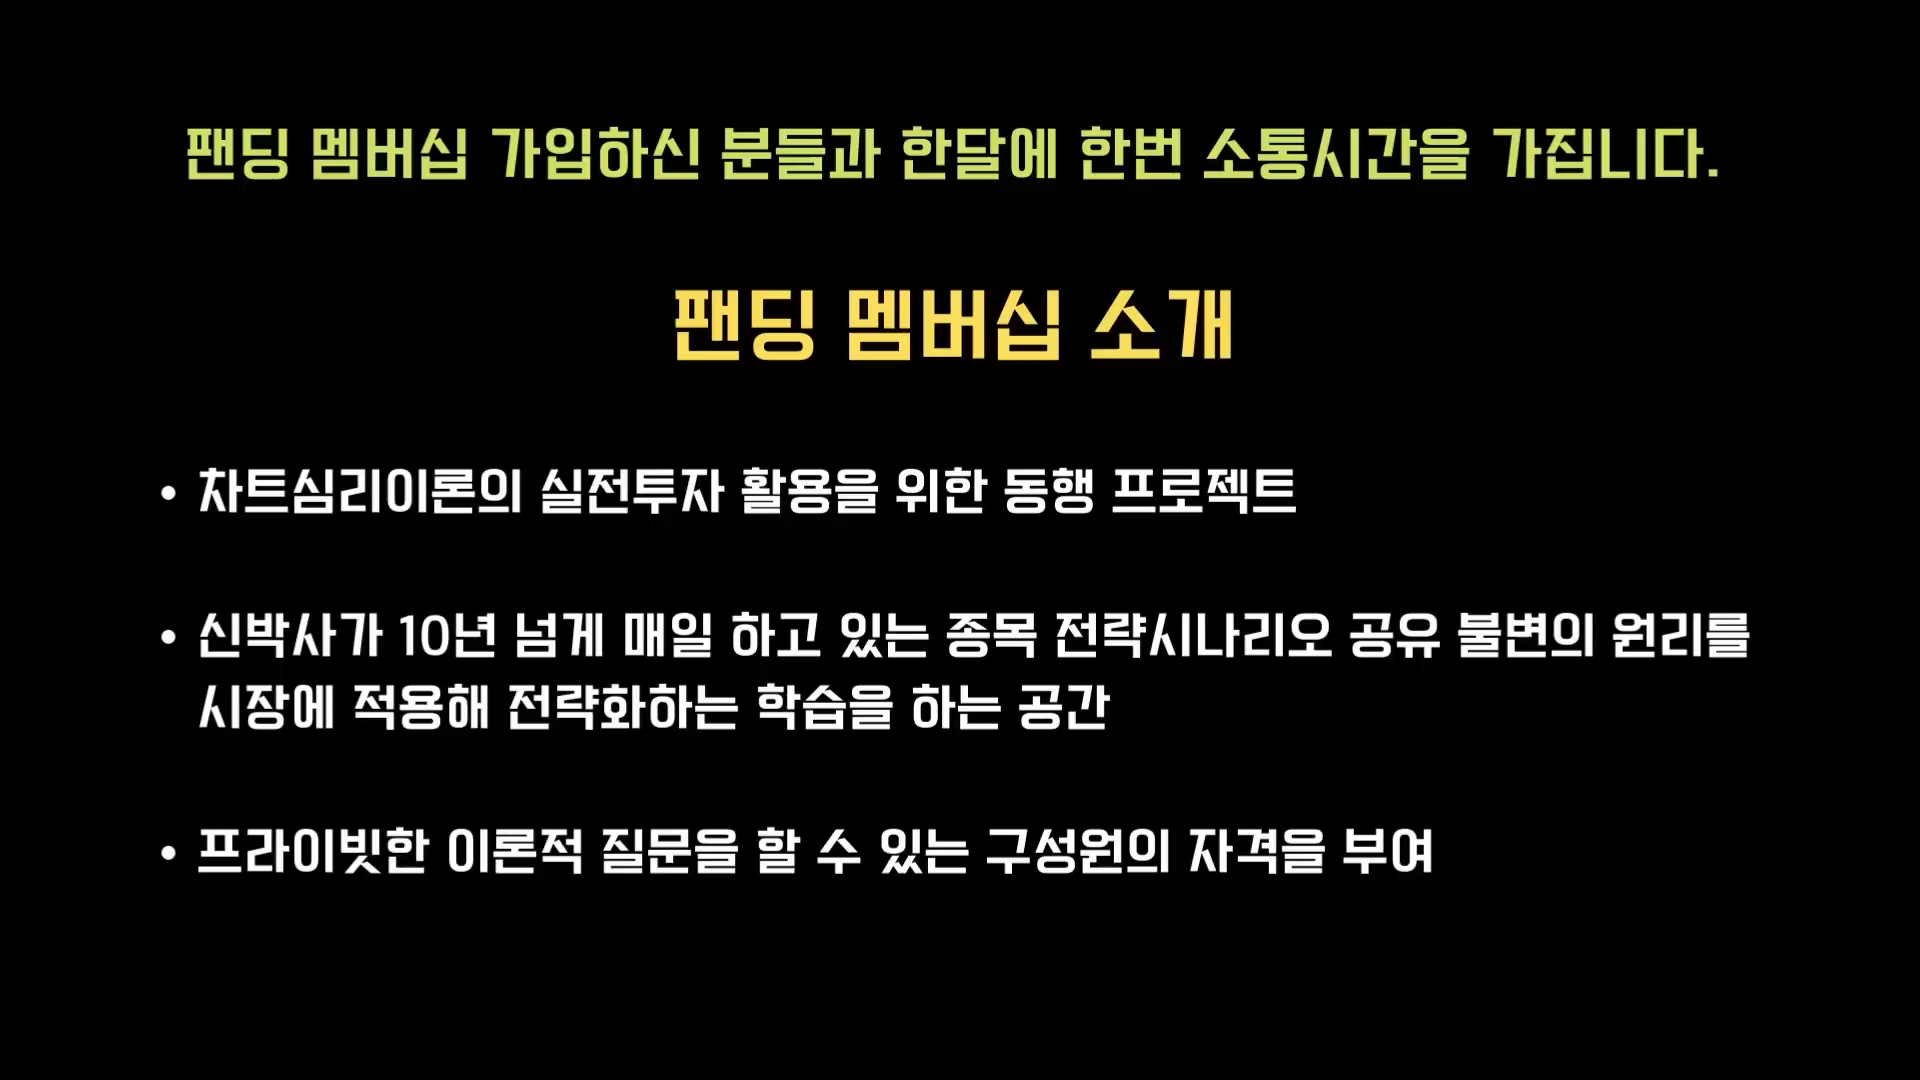 팬딩 멤버십 가입하신 분들과 한달에 한번 소통시간을 가집니다.
팬딩 멤버십 소개
• 차트심리이론의 실전투자 활용을 위한 동행 프로젝트
• 신박사가 10년 넘게 매일 하고 있는 종목 전략시나리오 공유 불변의 원리를
시장에 적용해 전략화하는 학습을 하는 공간
• 프라이빗한 이론적 질문을 할 수 있는 구성원의 자격을 부여